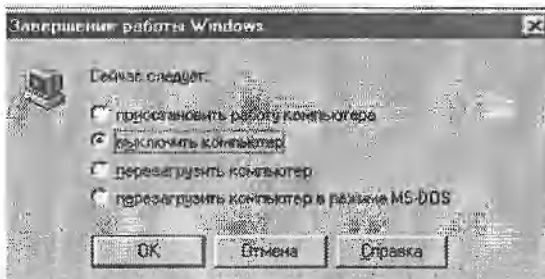 Завершение работы Windows
Сейчас следует:
приостановить работу компьютера
выключить компьютер
перезагрузить компьютер
перезагрузить компьютер в режиме MS-DOS
OK
Отмена
Справка